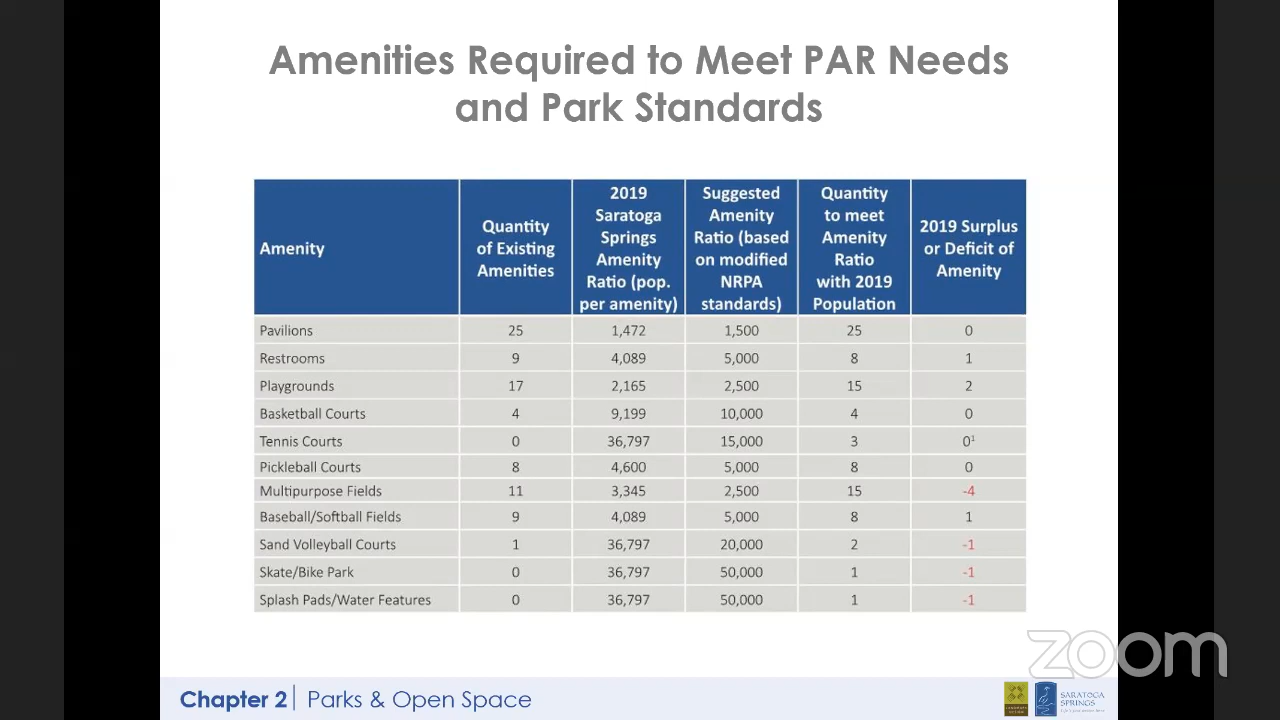 Amenities Required to Meet PAR Needs
and Park Standards
Amenity
Quantity
of Existing
Amenities
2019
Saratoga
Springs
Amenity
Ratio (pop.
per amenity)
Suggested
Amenity
Ratio (based
on modified
NRPA
standards)
Quantity
to meet
Amenity
Ratio
with 2019
Population
2019 Surplus
or Deficit of
Amenity
Pavilions 25 1,472 1,500 25 0
Restrooms 9 4,089 5,000 8 1
Playgrounds 17 2,165 2,500 15 2
Basketball Courts 4 9,199 10,000 4 0
Tennis Courts 0 36,797 15,000 3 0¹
Pickleball Courts 8 4,600 5,000 8 0
Multipurpose Fields 11 3,345 2,500 15 -4
Baseball/Softball Fields 9 4,089 5,000 8 1
Sand Volleyball Courts 1 36,797 20,000 2 -1
Skate/Bike Park 0 36,797 50,000 1 -1
Splash Pads/Water Features 0 36,797 50,000 1 -1
zoom
Chapter 2 | Parks & Open Space
SARATOGA
SPRINGS